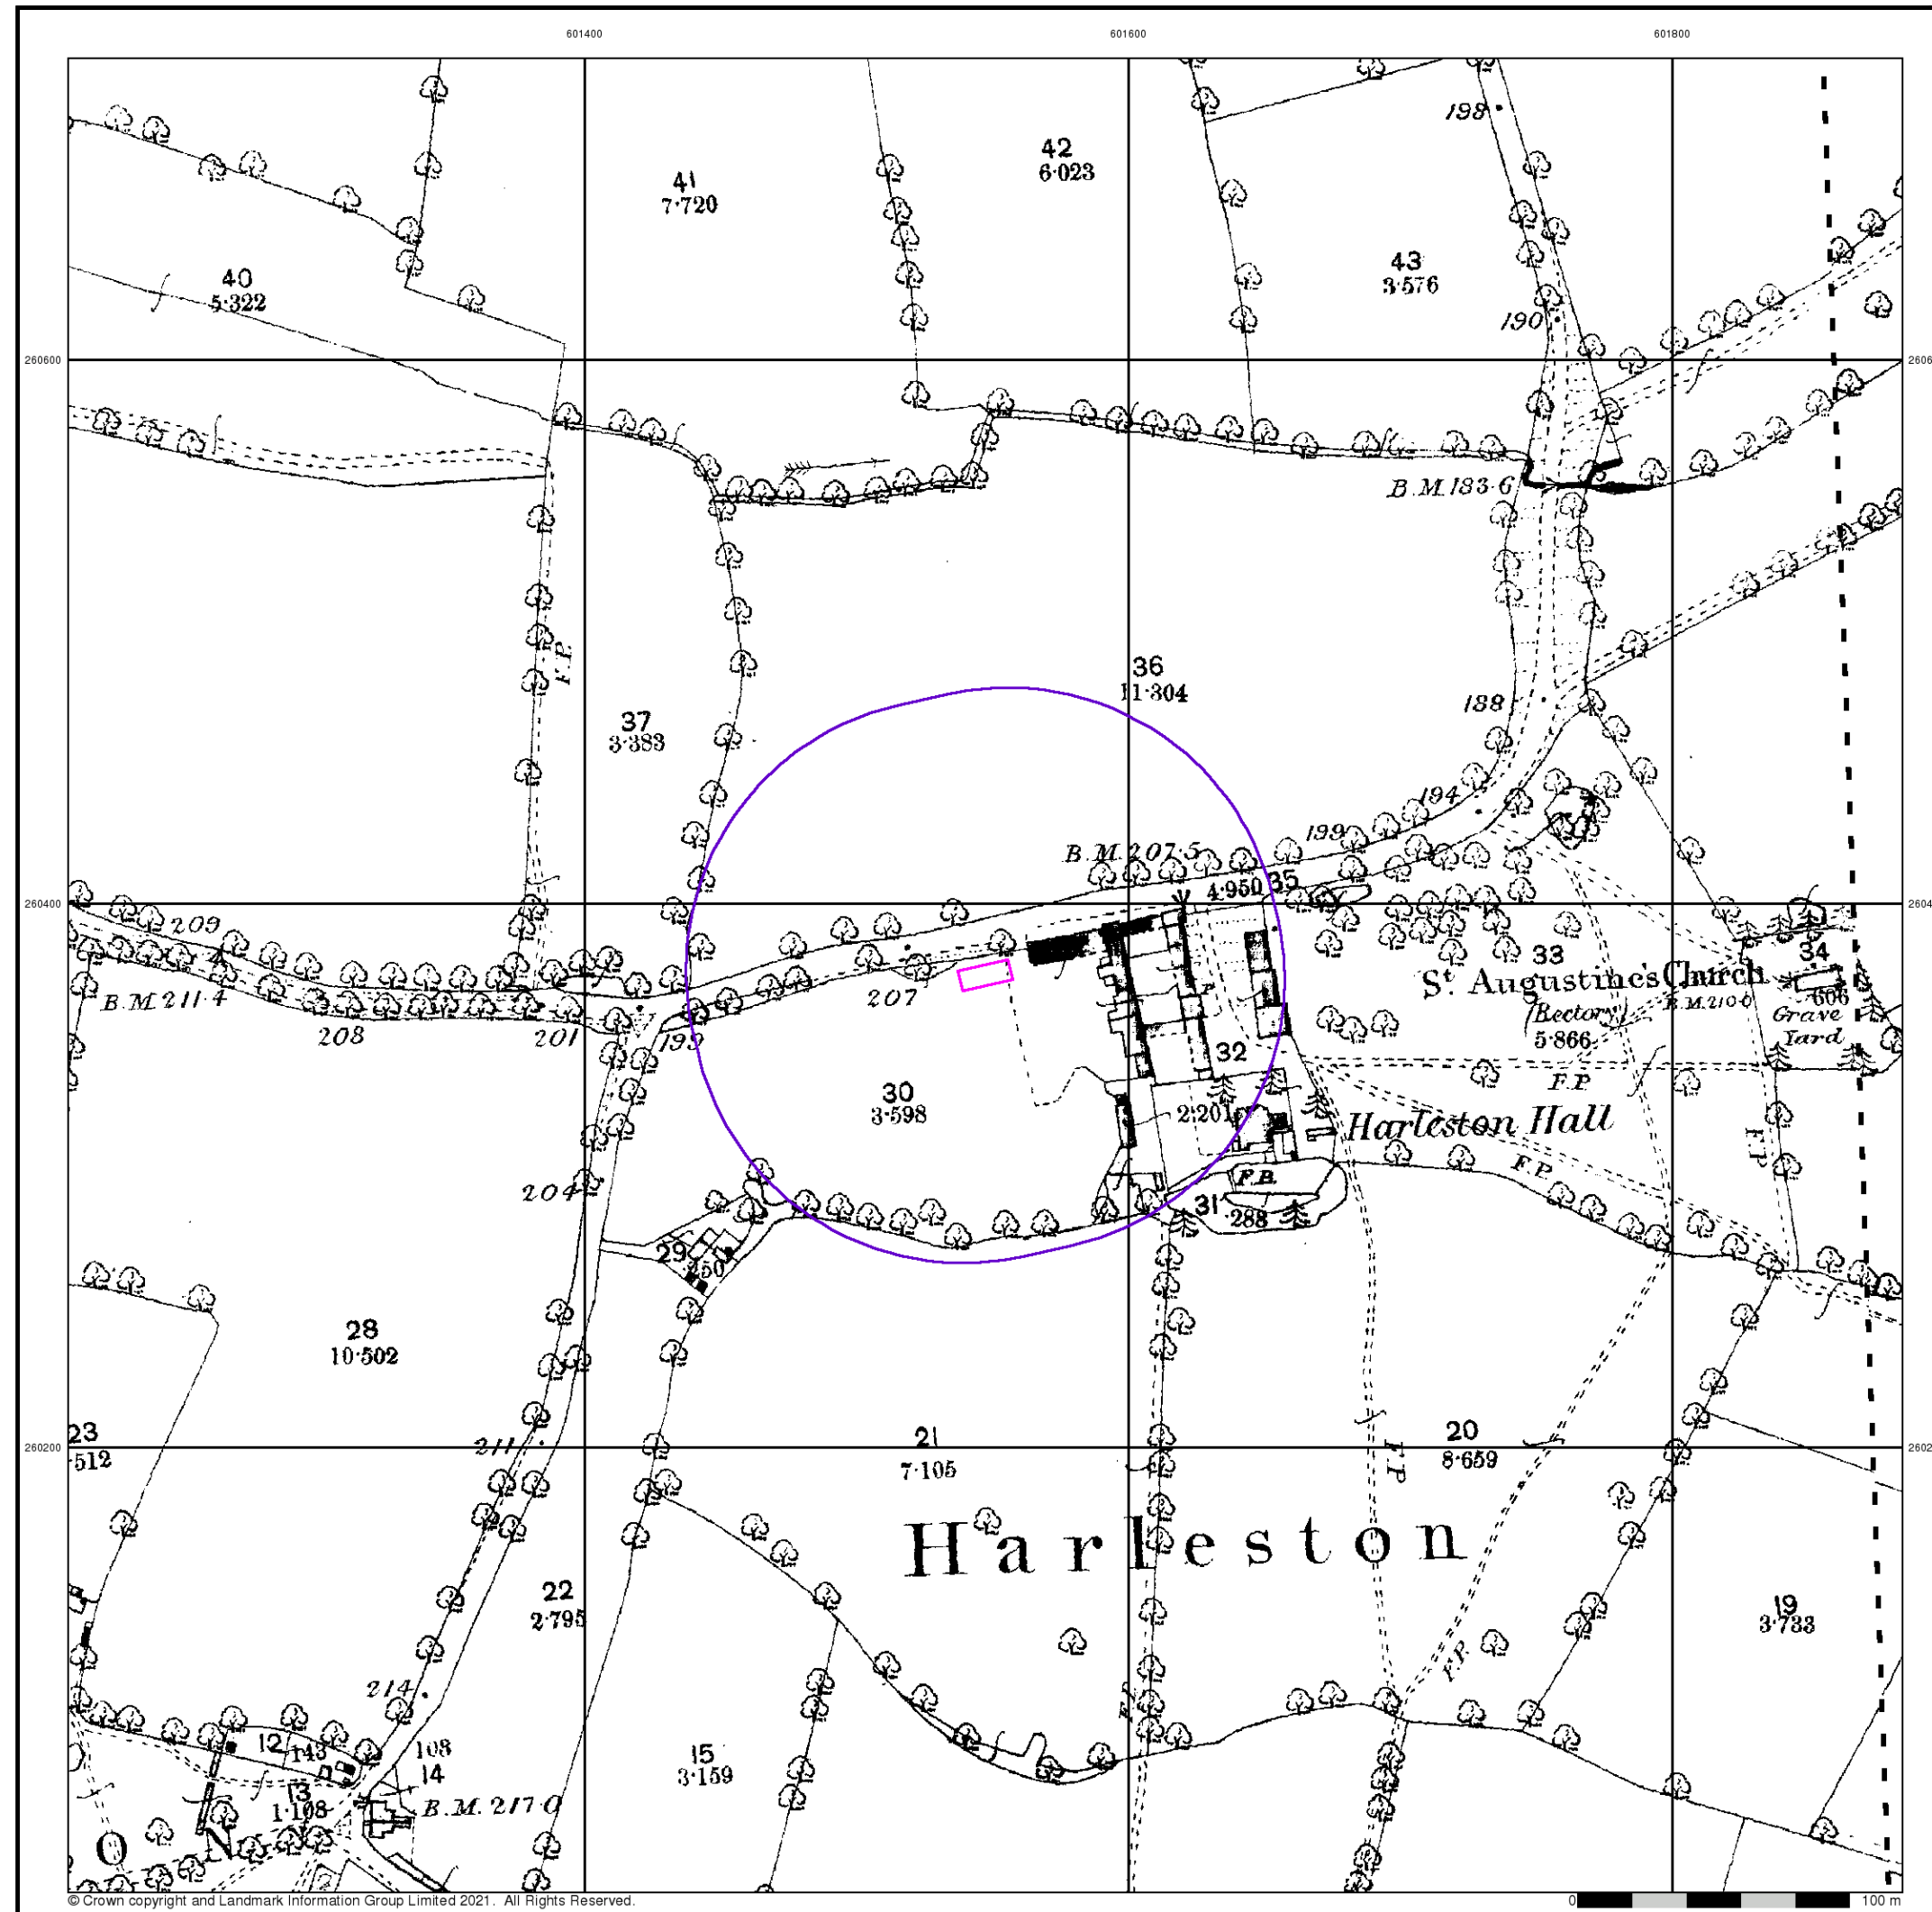 601400 601600 601800
198
42
6·023
41
7·720
43
3·576
40
5·322
190
260600
B.M.183·6
F.P.
36
11·304
188
37
3·383
194
199
B.M.207·5
4·950 35
260400
209
33
34
St. Augustine's Church
·606
B.M.211·4
207
(Rectory)
B.M.210·0
Grave Yard
208
201
199
5·866
32
F.P.
30
3·598
2·201
Harleston Hall
F.P.
F.P.
204
F.B.
31
·288
29
·450
28
10·502
23
·512
211
21
7·105
20
8·659
260200
F.P.
Harleston
22
2·795
19
3·733
F.P.
214
F.P.
12
·143
·108
14
15
3·159
13
1·108
B.M.217·0
O N
© Crown copyright and Landmark Information Group Limited 2021. All Rights Reserved.
0 100 m